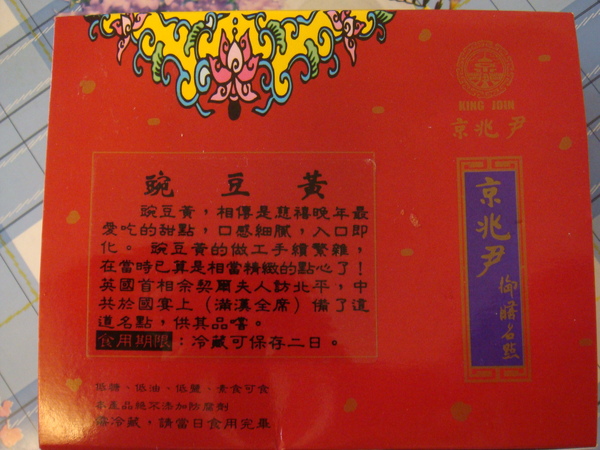 KING JOIN
京兆尹
京兆尹
御膳名點
豌豆黃
豌豆黃，相傳是慈禧晚年最
愛吃的甜點，口感細膩，入口即
化。豌豆黃的做工手續繁雜，
在當時已算是相當精緻的點心了！
英國首相佘契爾夫人訪北平，中
共於國宴上（滿漢全席）備了這
道名點，供其品嚐。
食用期限：冷藏可保存二日。
低糖、低油、低鹽、素食可食
本產品絕不添加防腐劑
需冷藏，請當日食用完畢